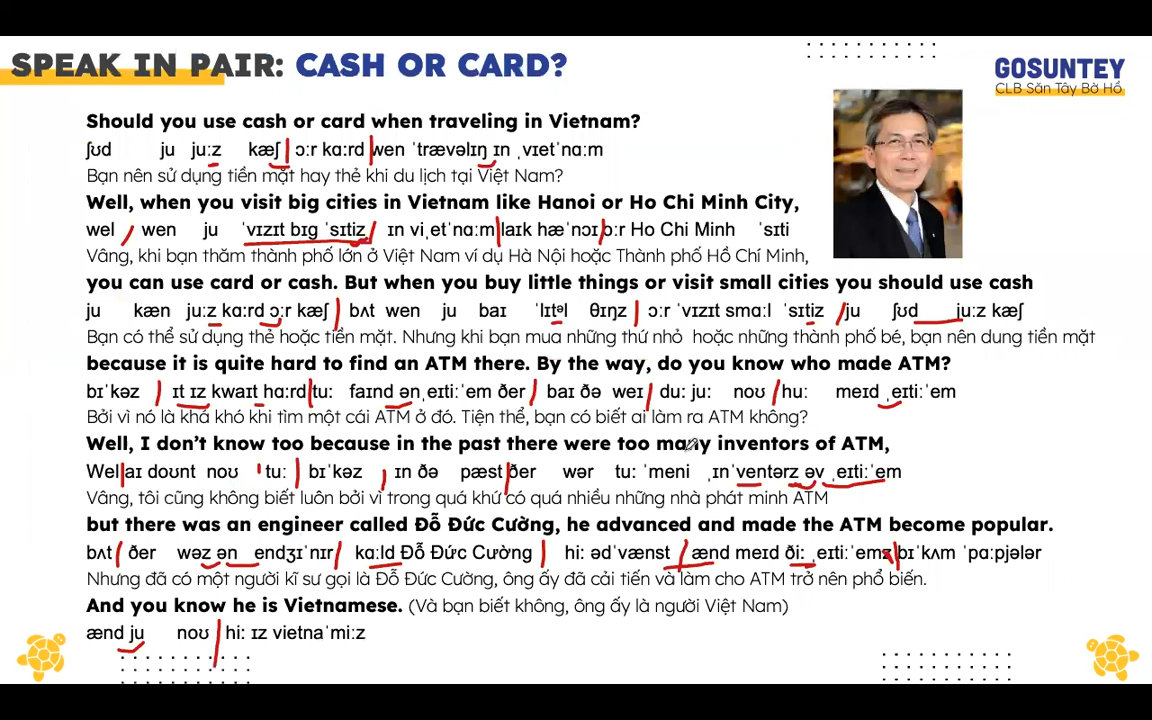 SPEAK IN PAIR: CASH OR CARD?
GOSUNTEY
CLB Săn Tây Bờ Hồ
Should you use cash or card when traveling in Vietnam?
ʃʊd ju juːz kæʃ ɔːr kɑːrd wen ˈtrævəlɪŋ ɪn ˌvɪetˈnɑːm
Bạn nên sử dụng tiền mặt hay thẻ khi du lịch tại Việt Nam?
Well, when you visit big cities in Vietnam like Hanoi or Ho Chi Minh City,
wel wen ju ˈvɪzɪt bɪg ˈsɪtiz ɪn viˌetˈnɑːm laɪk hæˈnɔɪ ɔːr Ho Chi Minh ˈsɪti
Vâng, khi bạn thăm thành phố lớn ở Việt Nam ví dụ Hà Nội hoặc Thành phố Hồ Chí Minh,
you can use card or cash. But when you buy little things or visit small cities you should use cash
ju kæn juːz kɑːrd ɔːr kæʃ bʌt wen ju baɪ ˈlɪtəl θɪŋz ɔːr ˈvɪzɪt smɑːl ˈsɪtiz ju ʃʊd juːz kæʃ
Bạn có thể sử dụng thẻ hoặc tiền mặt. Nhưng khi bạn mua những thứ nhỏ hoặc những thành phố bé, bạn nên dung tiền mặt
because it is quite hard to find an ATM there. By the way, do you know who made ATM?
bɪˈkəz ɪt ɪz kwaɪt hɑːrd tuː faɪnd ən ˌeɪtiːˈem ðer baɪ ðə weɪ duː juː noʊ huː meɪd ˌeɪtiːˈem
Bởi vì nó là khá khó khi tìm một cái ATM ở đó. Tiện thể, bạn có biết ai làm ra ATM không?
Well, I don’t know too because in the past there were too many inventors of ATM,
Wel aɪ doʊnt noʊ tuː bɪˈkəz ɪn ðə pæst ðer wər tuː ˈmeni ɪnˈventərz əv ˌeɪtiːˈem
Vâng, tôi cũng không biết luôn bởi vì trong quá khứ có quá nhiều những nhà phát minh ATM
but there was an engineer called Đỗ Đức Cường, he advanced and made the ATM become popular.
bʌt ðer wəz ən endʒɪˈnɪr kɑːld Đỗ Đức Cường hiː ədˈvænst ænd meɪd ðiː ˌeɪtiːˈem bɪˈkʌm ˈpɑːpjələr
Nhưng đã có một người kĩ sư gọi là Đỗ Đức Cường, ông ấy đã cải tiến và làm cho ATM trở nên phổ biến.
And you know he is Vietnamese. (Và bạn biết không, ông ấy là người Việt Nam)
ænd ju noʊ hiː ɪz vietnaˈmiːz